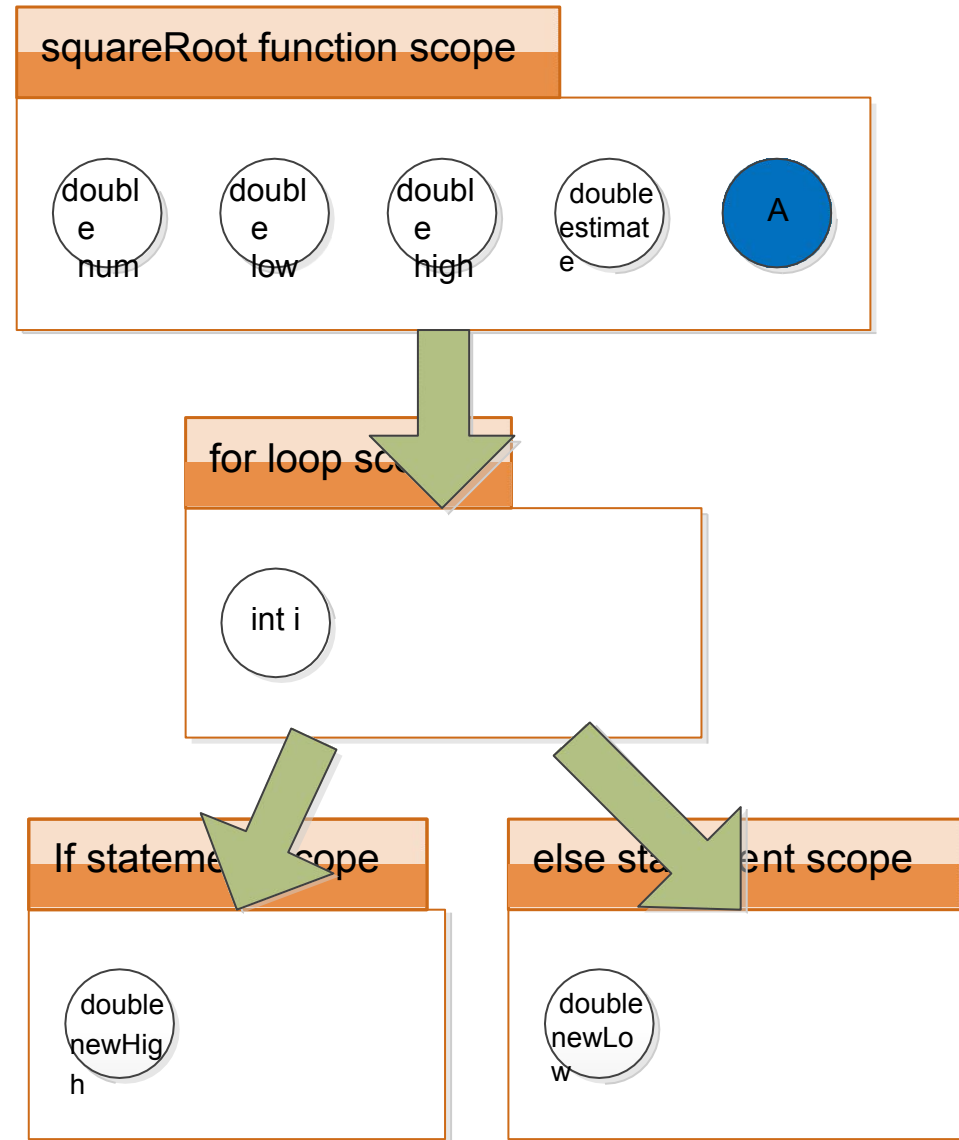 squareRoot function scope
doubl
e
num
doubl
e
low
doubl
e
high
double
estimat
e
A
for loop sc
int i
If stateme cope
else sta ent scope
double
newHig
h
double
newLo
w